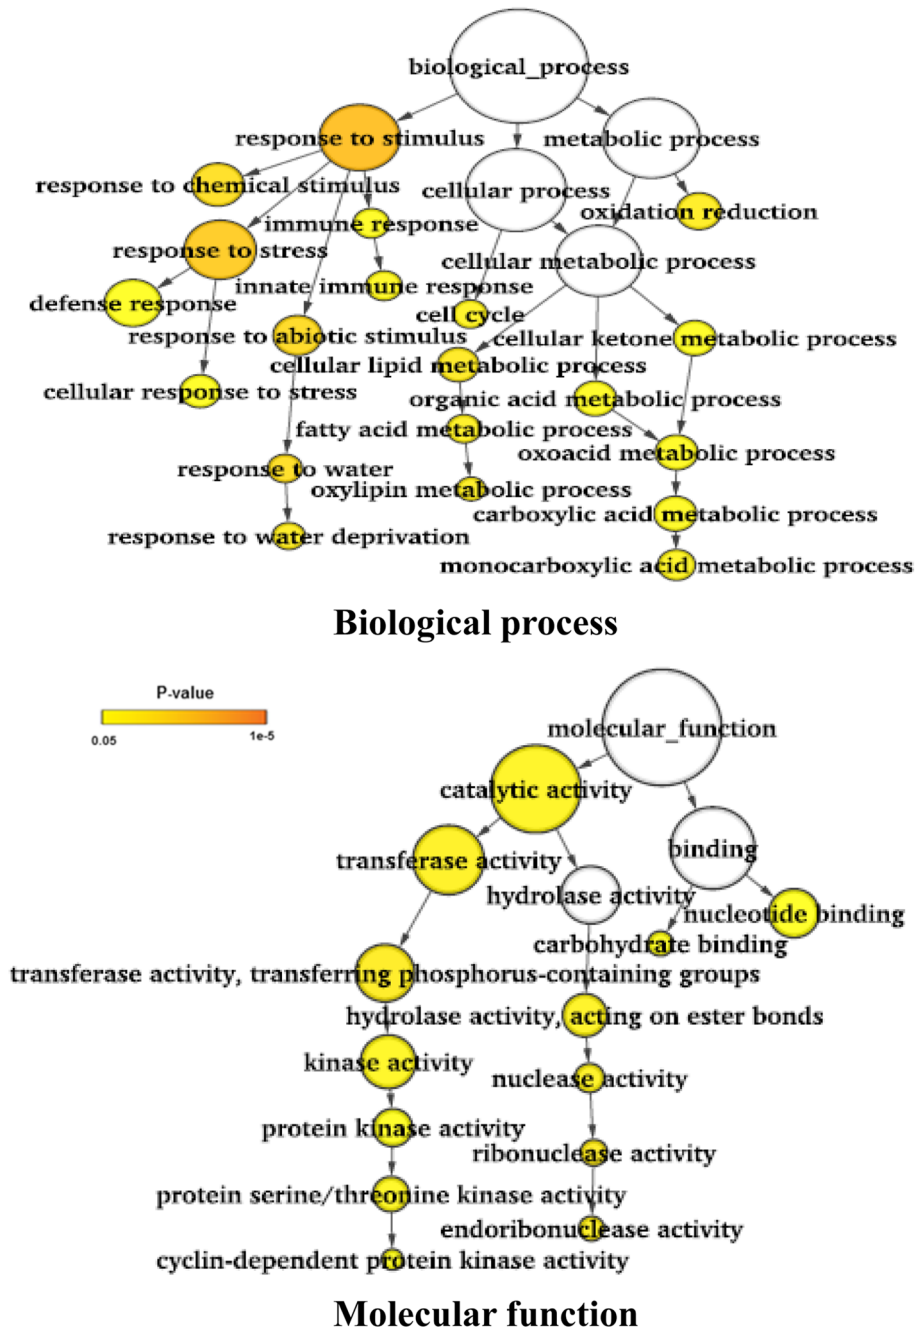 biological_process
response to stimulus
metabolic process
response to chemical stimulus
cellular process
oxidation reduction
immune response
response to stress
cellular metabolic process
innate immune response
defense response
cell cycle
response to abiotic stimulus
cellular ketone metabolic process
cellular lipid metabolic process
cellular response to stress
organic acid metabolic process
fatty acid metabolic process
oxoacid metabolic process
response to water
oxylipin metabolic process
carboxylic acid metabolic process
response to water deprivation
monocarboxylic acid metabolic process
Biological process
P-value
0.05
1e-5
molecular_function
catalytic activity
binding
transferase activity
hydrolase activity
nucleotide binding
carbohydrate binding
transferase activity, transferring phosphorus-containing groups
hydrolase activity, acting on ester bonds
kinase activity
nuclease activity
protein kinase activity
ribonuclease activity
protein serine/threonine kinase activity
endoribonuclease activity
cyclin-dependent protein kinase activity
Molecular function